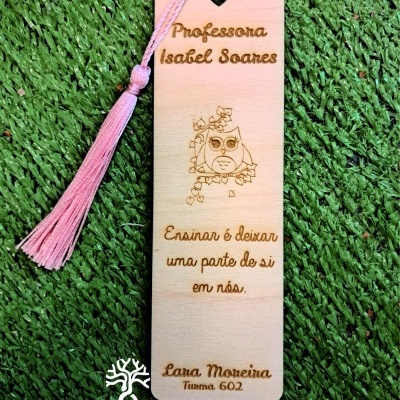 Professora
Isabel Soares
Ensinar é deixar
uma parte de si
em nós.
Lara Moreira
Turma 602